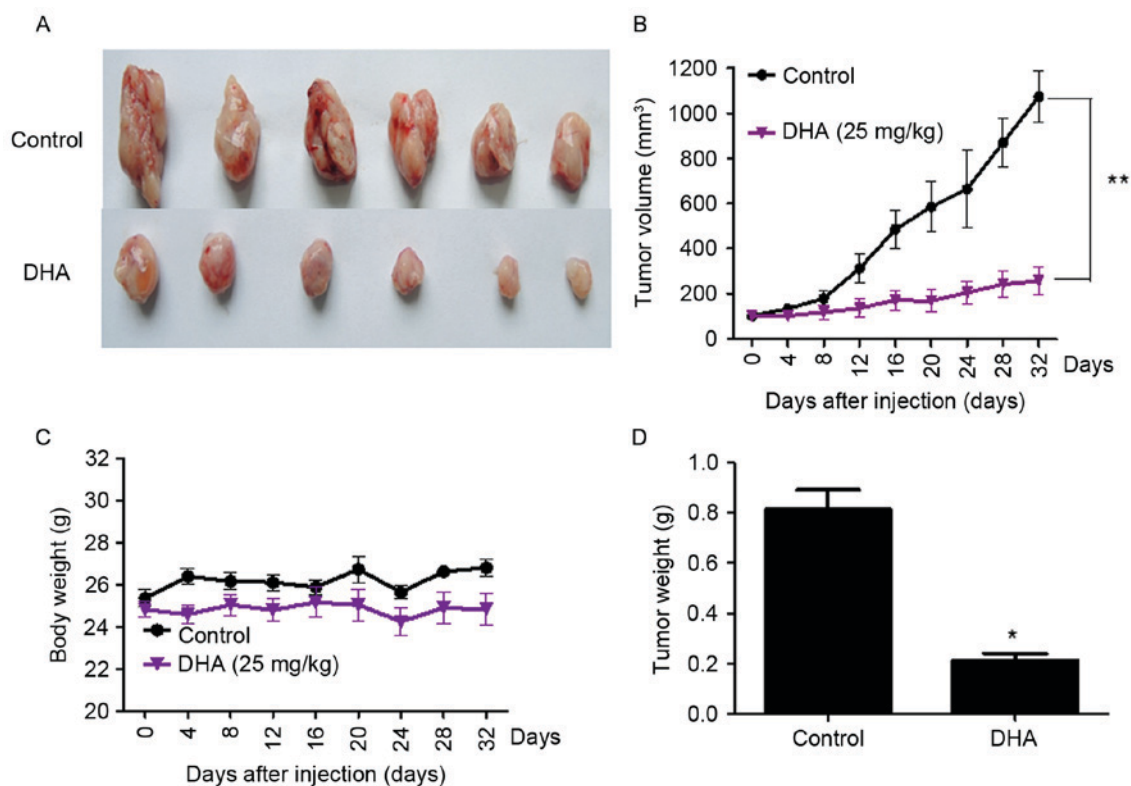 A
Control
DHA
B
Tumor volume (mm³)
1200
1000
800
600
400
200
0
Control
DHA (25 mg/kg)
**
0 4 8 12 16 20 24 28 32 Days
Days after injection (days)
C
Body weight (g)
32
30
28
26
24
22
20
Control
DHA (25 mg/kg)
0 4 8 12 16 20 24 28 32 Days
Days after injection (days)
D
Tumor weight (g)
1.0
0.8
0.6
0.4
0.2
0.0
*
Control DHA